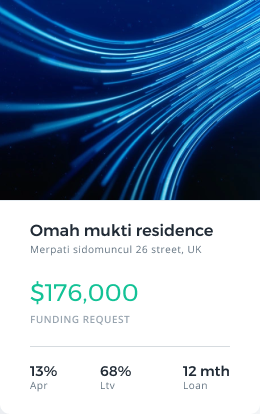 Omah mukti residence
Merpati sidomuncul 26 street, UK
$176,000
FUNDING REQUEST
13% 68% 12 mth
Apr Ltv Loan